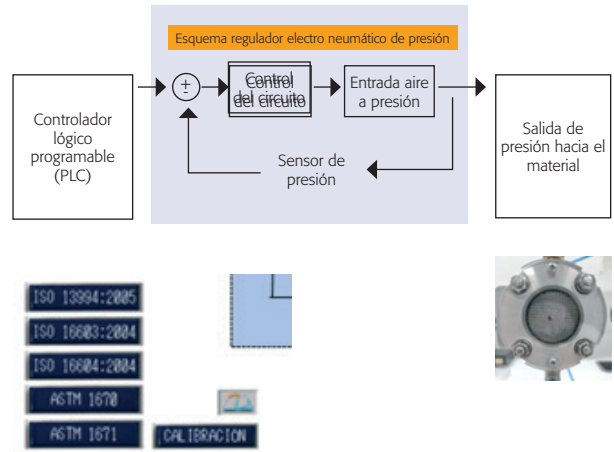 Esquema regulador electro neumático de presión
Controlador
lógico
programable
(PLC)
+
-
Control
del circuito
Entrada aire
a presión
Salida de
presión hacia el
material
Sensor de
presión
ISO 13994:2005
ISO 16603:2004
ISO 16604:2004
ASTM 1670
ASTM 1671
CALIBRACION